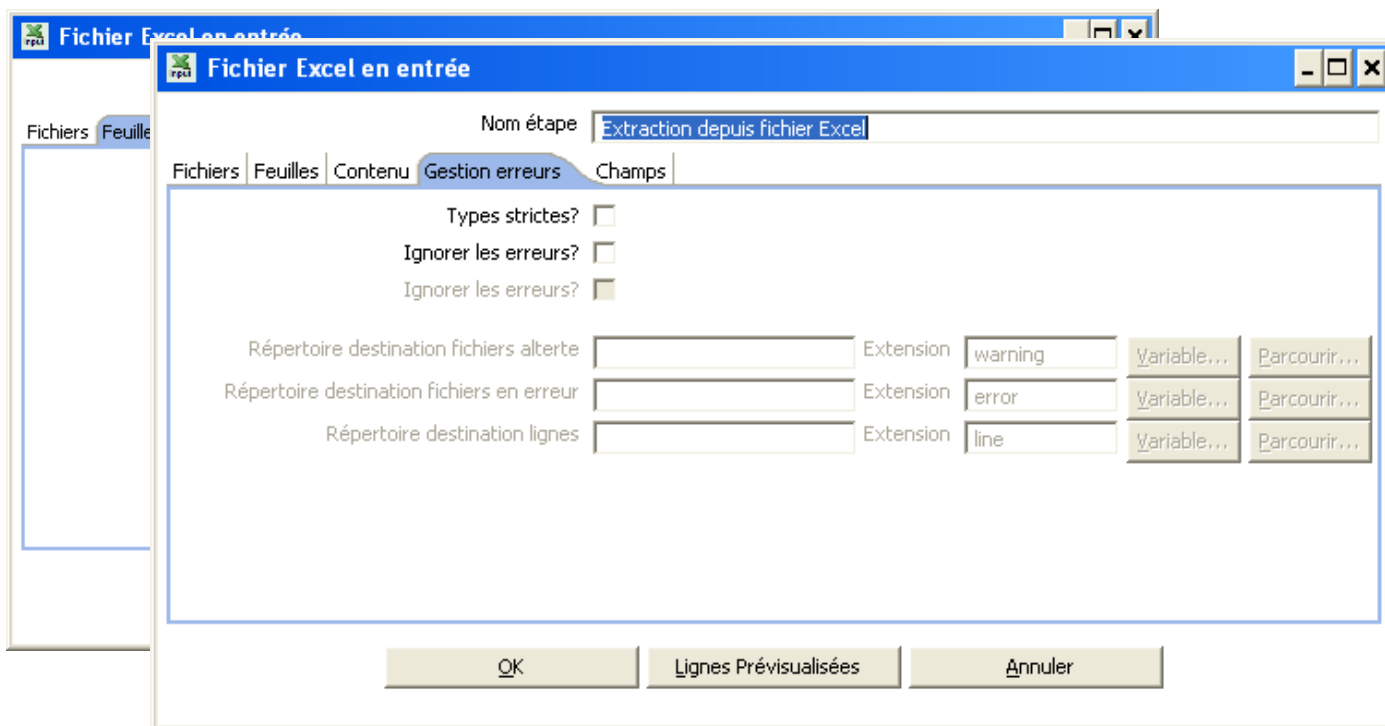 Fichier Excel en entrée
Fichiers Feuille
Fichier Excel en entrée
Nom étape Extraction depuis fichier Excel
Fichiers Feuilles Contenu Gestion erreurs Champs
Types strictes?
Ignorer les erreurs?
Ignorer les erreurs?
Répertoire destination fichiers alterte Extension warning Variable... Parcourir...
Répertoire destination fichiers en erreur Extension error Variable... Parcourir...
Répertoire destination lignes Extension line Variable... Parcourir...
OK Lignes Prévisualisées Annuler